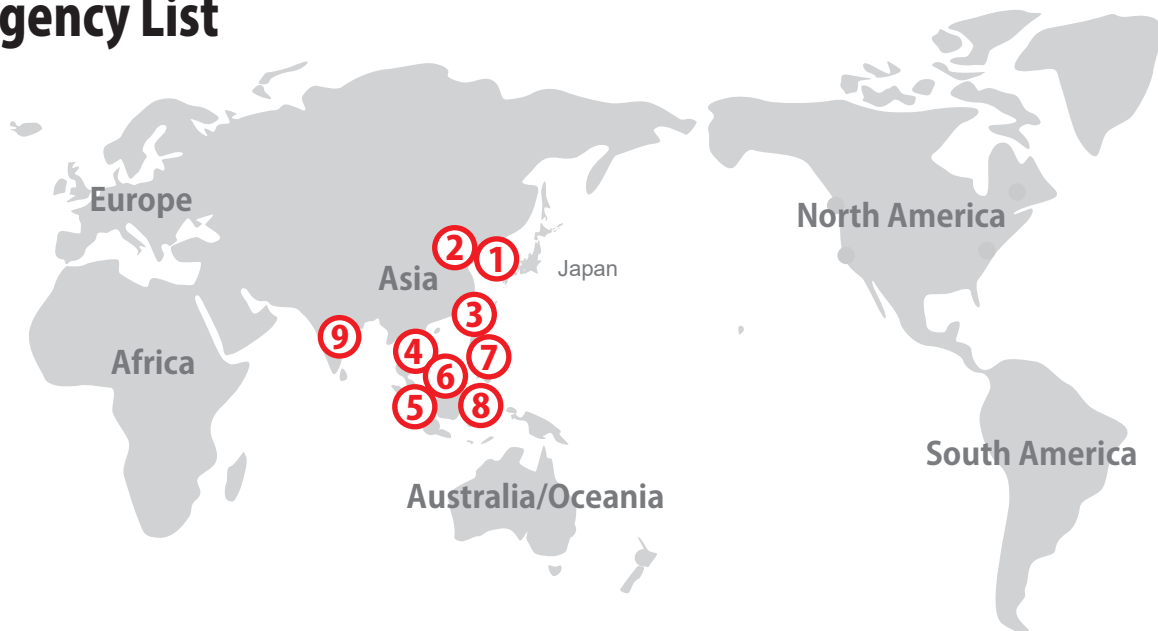 gency List
Europe
North America
2
1
Japan
Asia
3
9
4
7
Africa
6
5
8
South America
Australia/Oceania